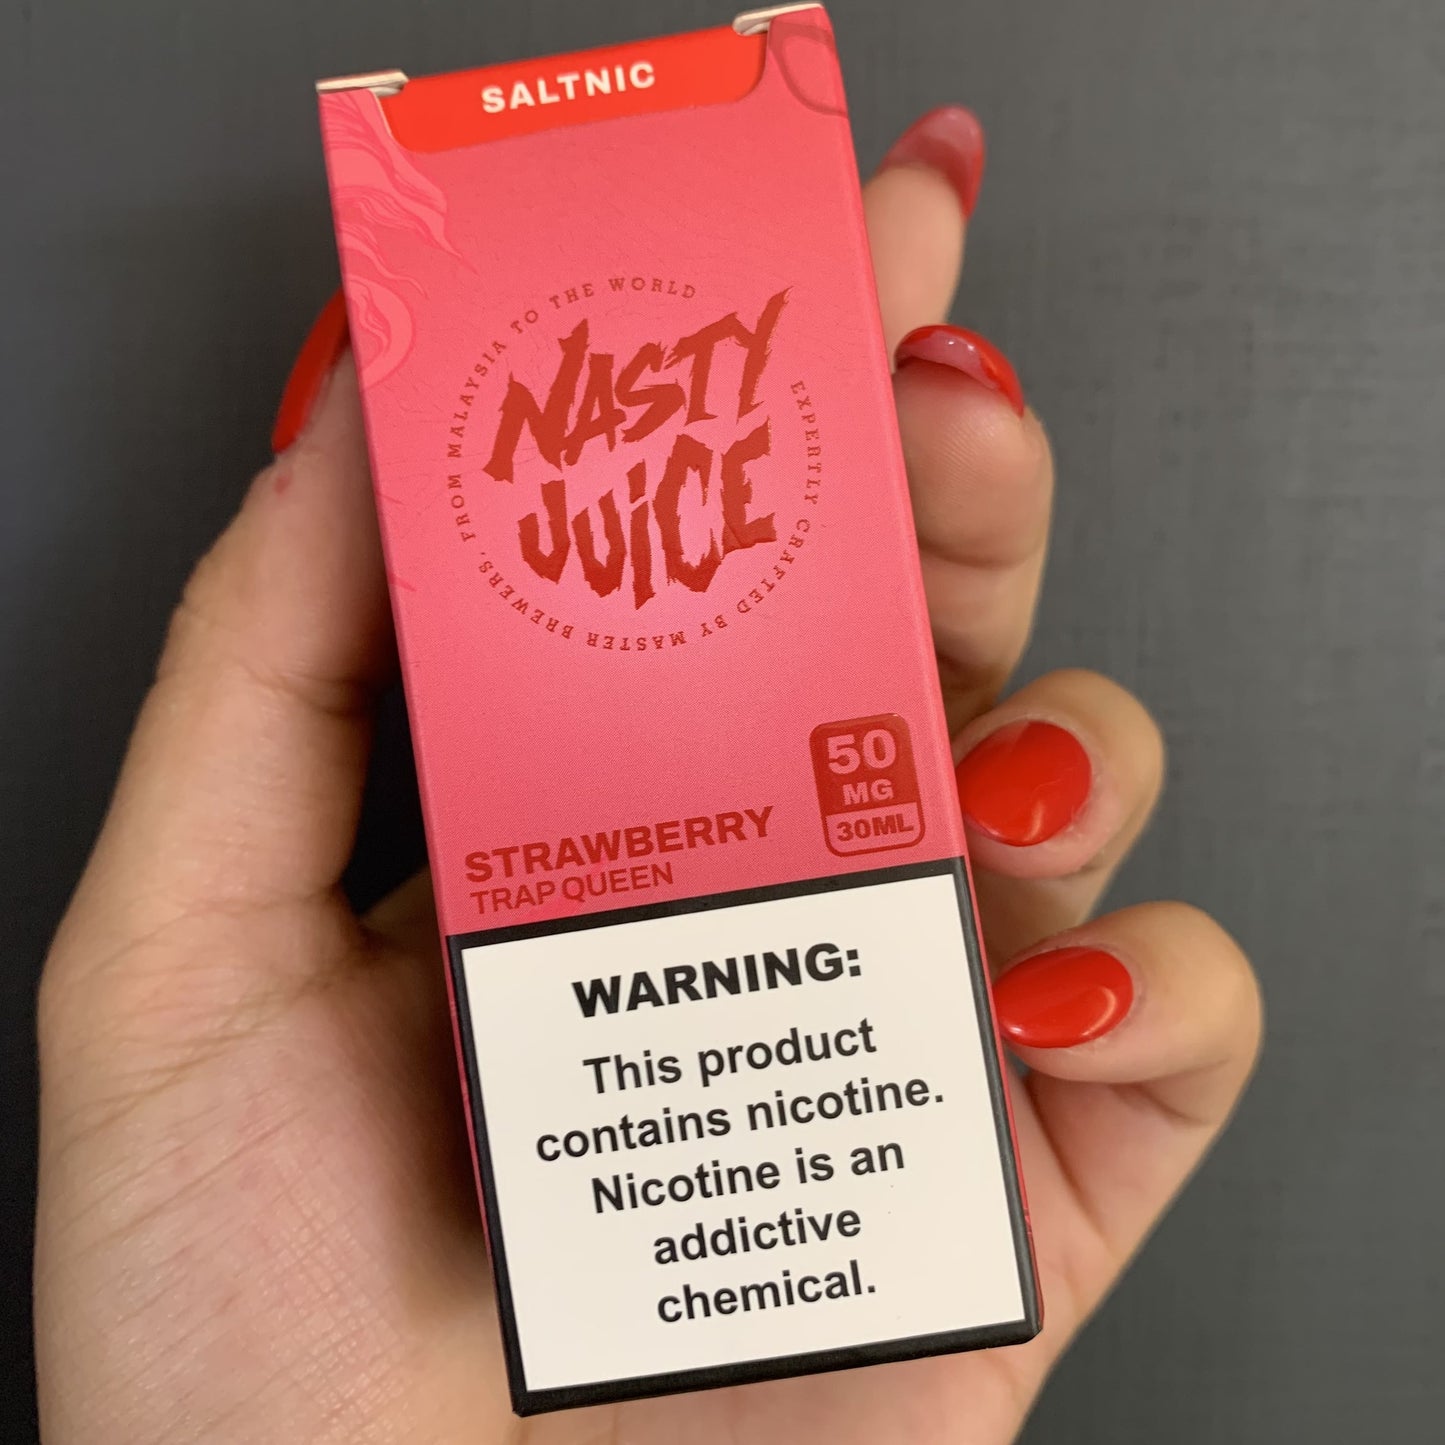 SALTNIC
EXPERTLY CRAFTED BY MASTER BREWERS, FROM MALAYSIA TO THE WORLD
NASTY
JUICE
50
MG
30ML
STRAWBERRY
TRAP QUEEN
WARNING:
This product
contains nicotine.
Nicotine is an
addictive
chemical.